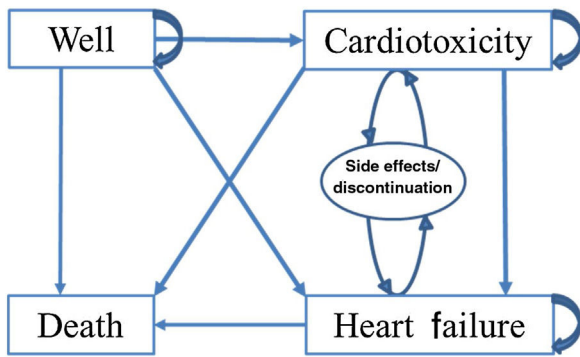 Well
Cardiotoxicity
Side effects/
discontinuation
Death
Heart failure